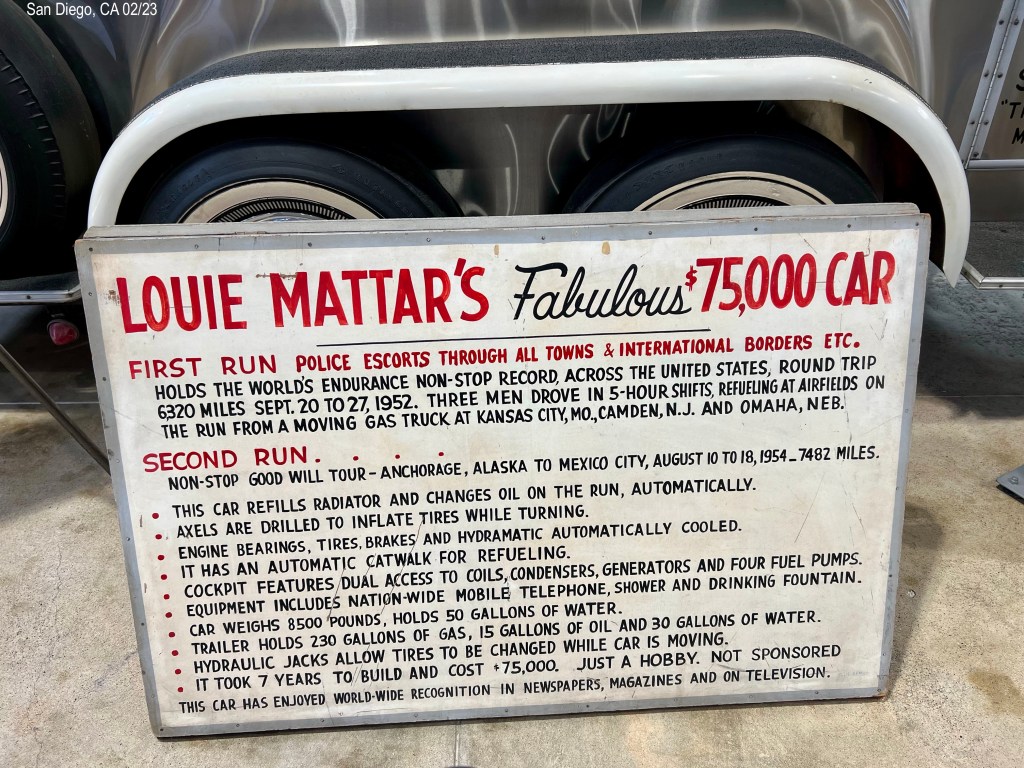 San Diego, CA 02/23
LOUIE MATTAR'S Fabulous $75,000 CAR
FIRST RUN POLICE ESCORTS THROUGH ALL TOWNS & INTERNATIONAL BORDERS ETC.
HOLDS THE WORLD'S ENDURANCE NON-STOP RECORD, ACROSS THE UNITED STATES, ROUND TRIP
6320 MILES SEPT. 20 TO 27, 1952. THREE MEN DROVE IN 5-HOUR SHIFTS, REFUELING AT AIRFIELDS ON
THE RUN FROM A MOVING GAS TRUCK AT KANSAS CITY, MO., CAMDEN, N.J. AND OMAHA, NEB.
SECOND RUN. . . . .
NON-STOP GOOD WILL TOUR - ANCHORAGE, ALASKA TO MEXICO CITY, AUGUST 10 TO 18, 1954 - 7482 MILES.
• THIS CAR REFILLS RADIATOR AND CHANGES OIL ON THE RUN, AUTOMATICALLY.
• AXELS ARE DRILLED TO INFLATE TIRES WHILE TURNING.
• ENGINE BEARINGS, TIRES, BRAKES AND HYDRAMATIC AUTOMATICALLY COOLED.
• IT HAS AN AUTOMATIC CATWALK FOR REFUELING.
• COCKPIT FEATURES DUAL ACCESS TO COILS, CONDENSERS, GENERATORS AND FOUR FUEL PUMPS.
• EQUIPMENT INCLUDES NATION-WIDE MOBILE TELEPHONE, SHOWER AND DRINKING FOUNTAIN.
• CAR WEIGHS 8500 POUNDS, HOLDS 50 GALLONS OF WATER.
• TRAILER HOLDS 230 GALLONS OF GAS, 15 GALLONS OF OIL AND 30 GALLONS OF WATER.
• HYDRAULIC JACKS ALLOW TIRES TO BE CHANGED WHILE CAR IS MOVING.
• IT TOOK 7 YEARS TO BUILD AND COST $75,000. JUST A HOBBY. NOT SPONSORED
THIS CAR HAS ENJOYED WORLD-WIDE RECOGNITION IN NEWSPAPERS, MAGAZINES AND ON TELEVISION.